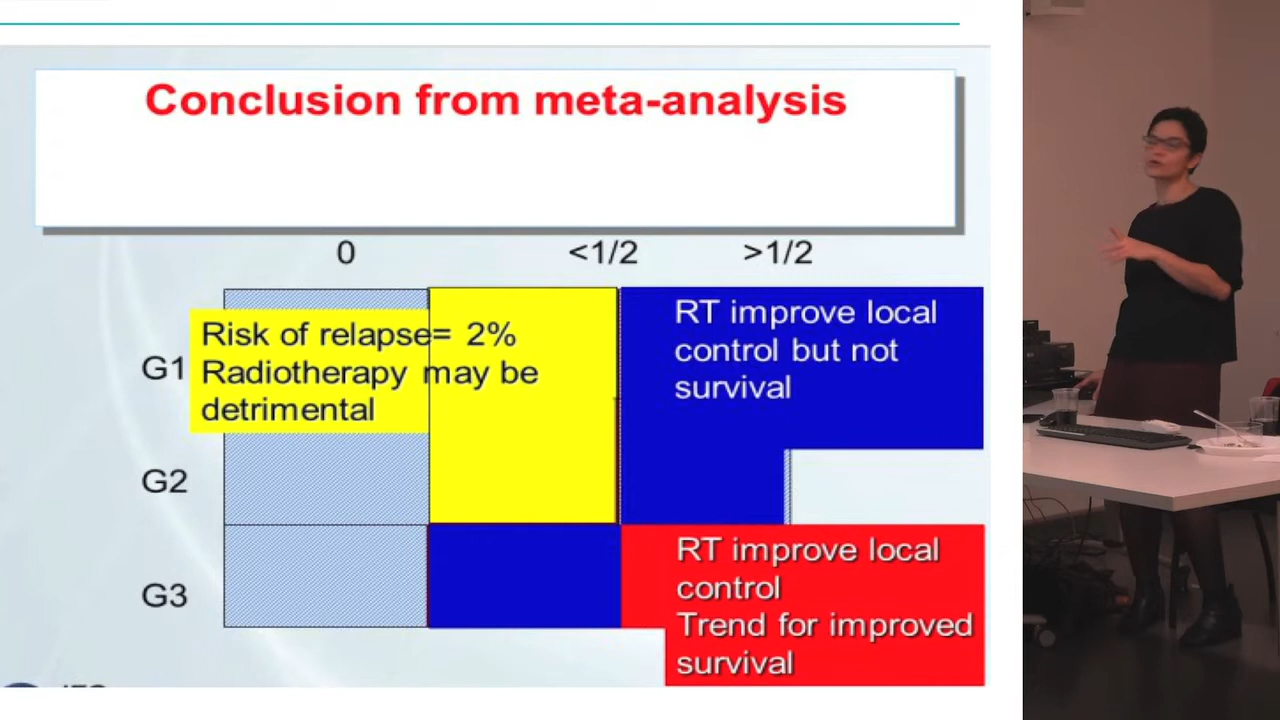 Conclusion from meta-analysis
0 <1/2 >1/2
G1
Risk of relapse= 2%
Radiotherapy may be
detrimental
RT improve local
control but not
survival
G2
G3
RT improve local
control
Trend for improved
survival